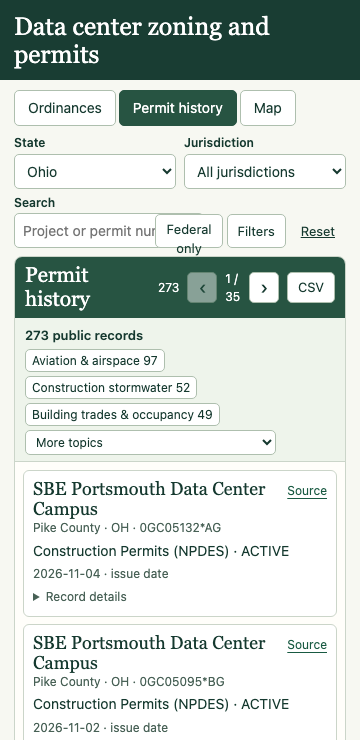 Data center zoning and
permits
Ordinances
Permit history
Map
State
Jurisdiction
Ohio
All jurisdictions
Search
Project or permit nu
Federal
only
Filters
Reset
Permit
history
273
‹
1 /
35
›
CSV
273 public records
Aviation & airspace 97
Construction stormwater 52
Building trades & occupancy 49
More topics
SBE Portsmouth Data Center
Campus
Source
Pike County · OH · 0GC05132*AG
Construction Permits (NPDES) · ACTIVE
2026-11-04 · issue date
▶ Record details
SBE Portsmouth Data Center
Campus
Source
Pike County · OH · 0GC05095*BG
Construction Permits (NPDES) · ACTIVE
2026-11-02 · issue date